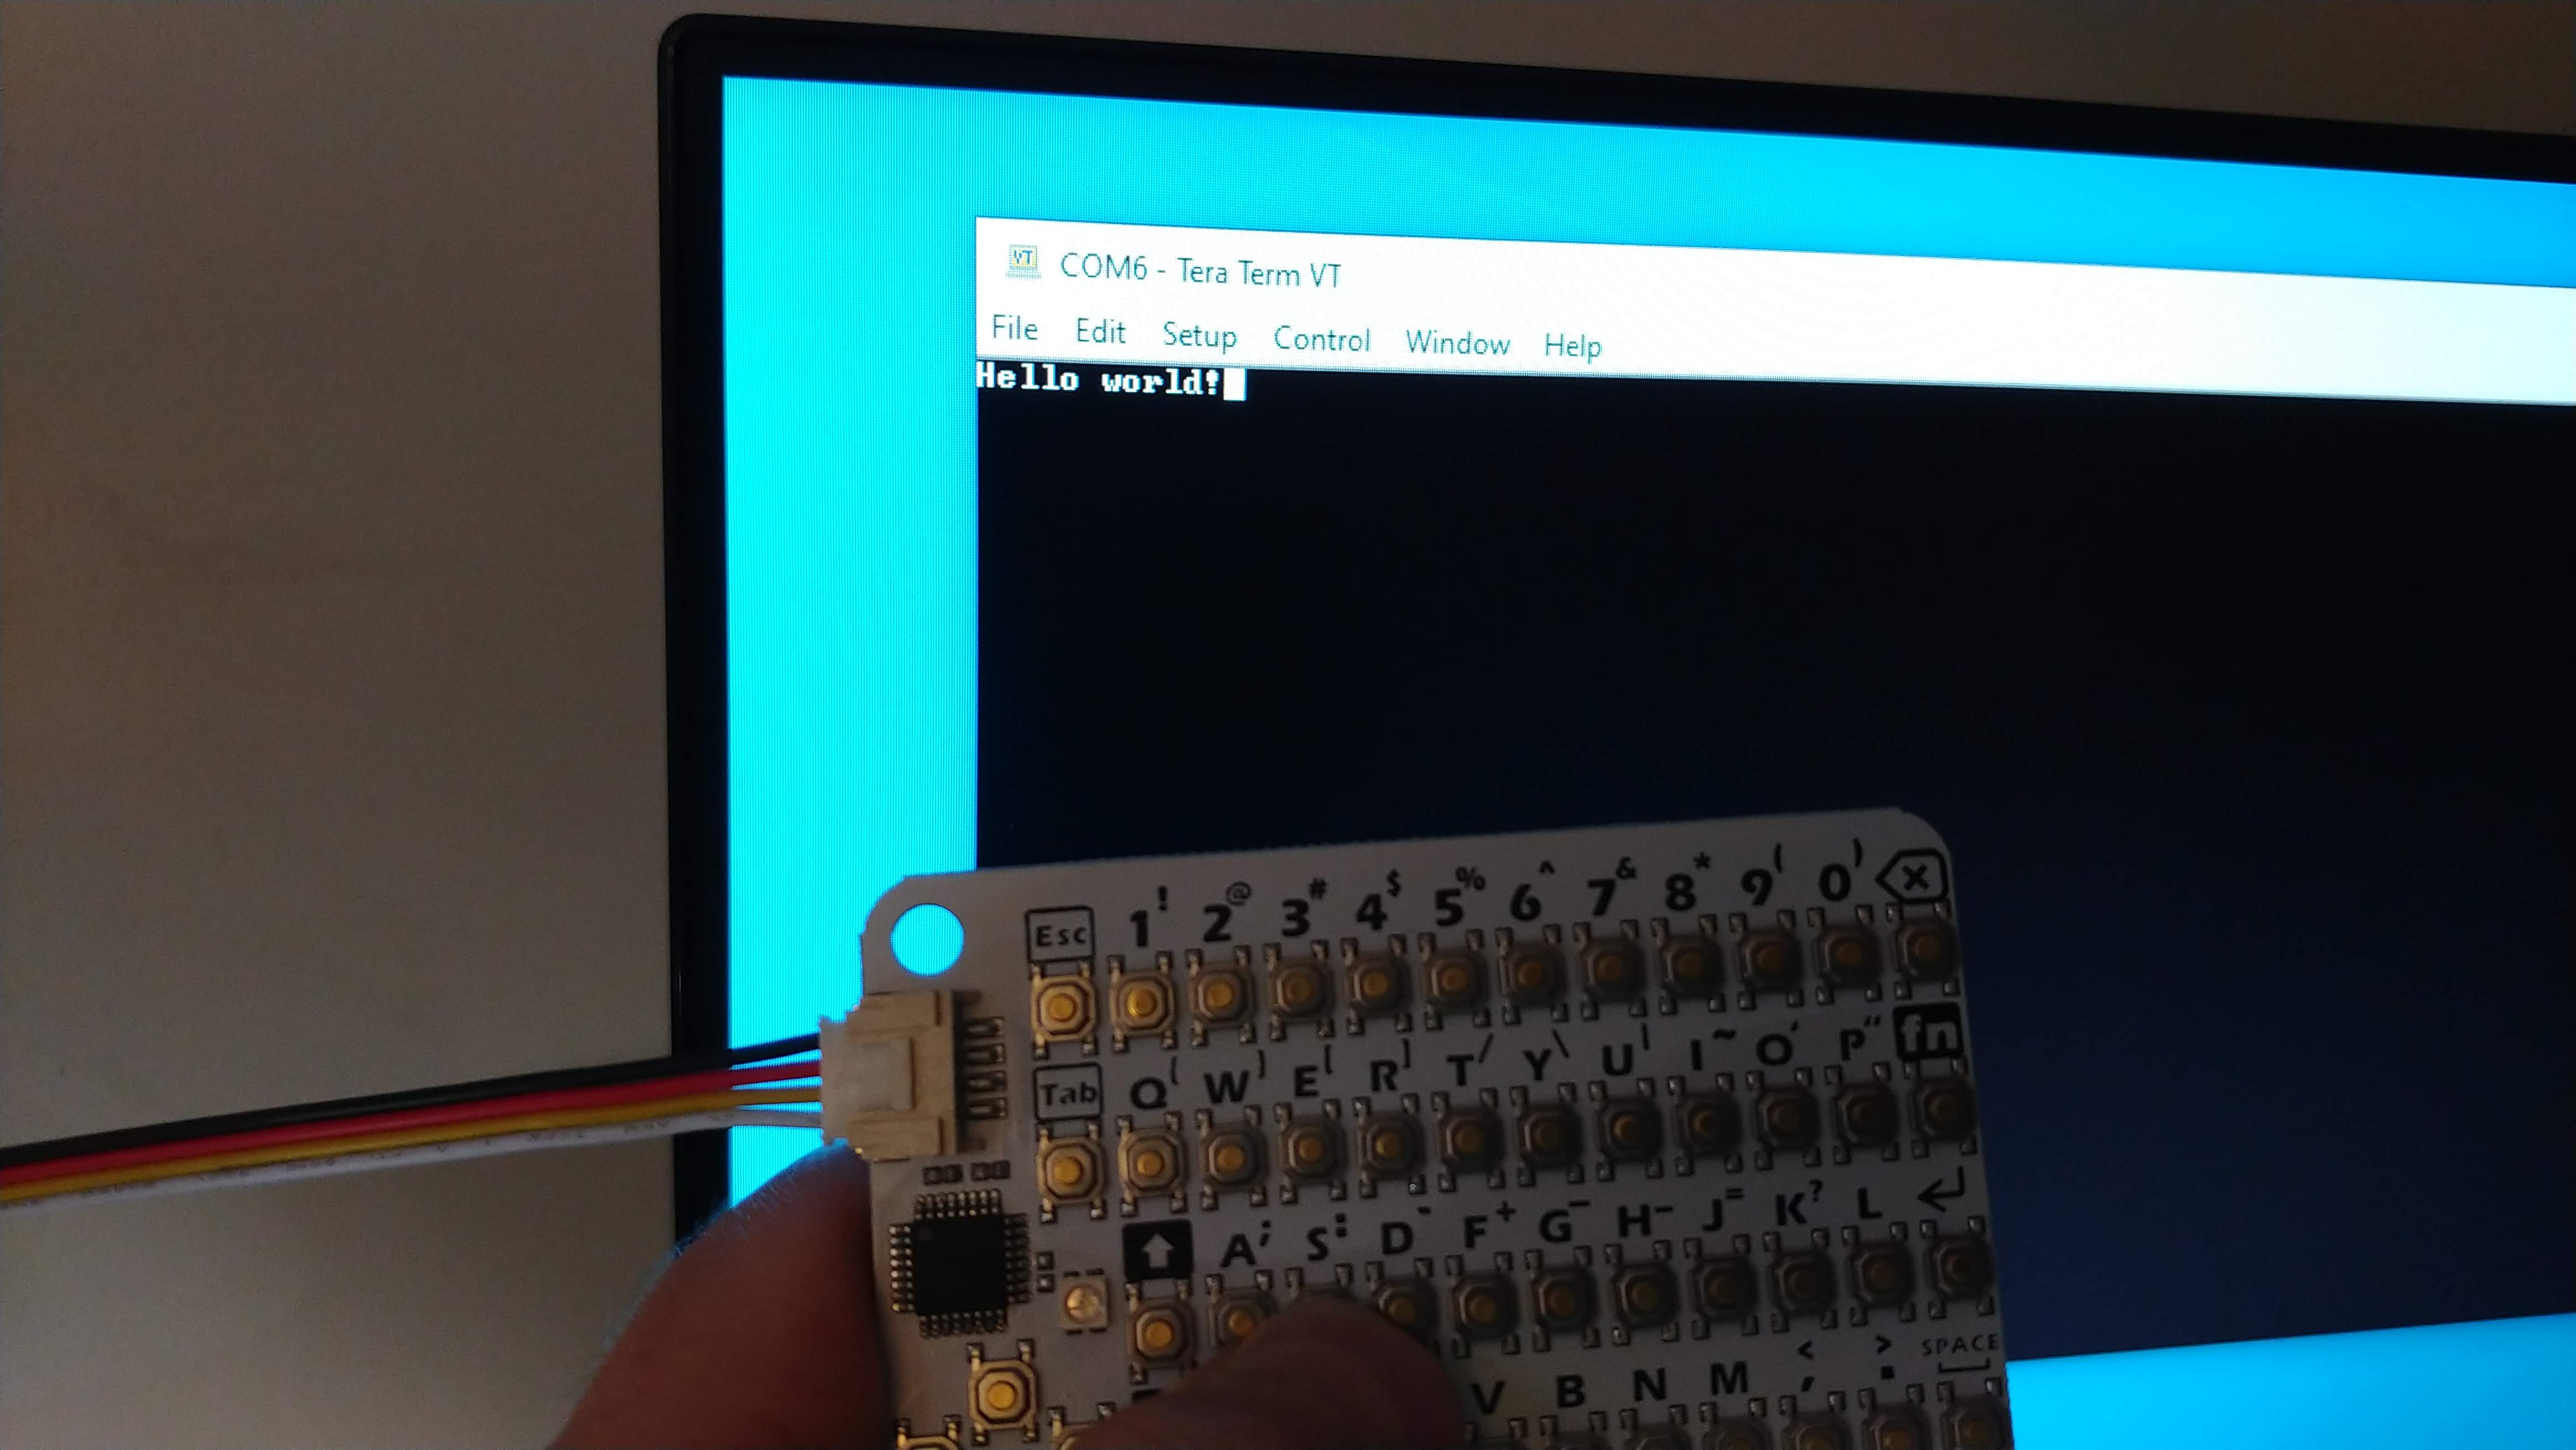 COM6 - Tera Term VT
File Edit Setup Control Window Help
Hello world!
Esc 1! 2@ 3# 4$ 5% 6^ 7& 8* 9( 0)
Tab Q{ W} E[ R] T/ Y\ U| I~ O' P" fn
A; S: D` F+ G- H_ J= K? L
V B N M , < . > SPACE